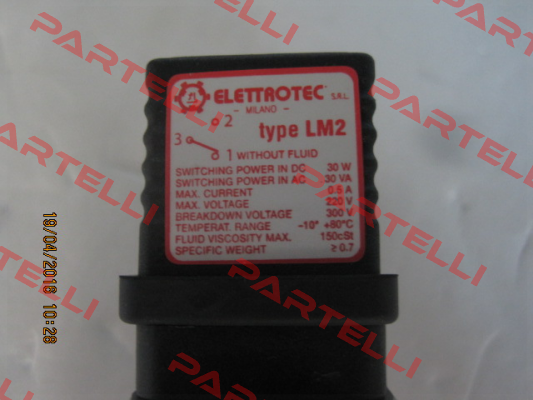 ELETTROTEC S.R.L.
- MILANO -
2
type LM2
3
1 WITHOUT FLUID
SWITCHING POWER IN DC 30 W
SWITCHING POWER IN AC 30 VA
MAX. CURRENT 0.5 A
MAX. VOLTAGE 220 V
BREAKDOWN VOLTAGE 300 V
TEMPERAT. RANGE -10° +80°C
FLUID VISCOSITY MAX. 150cSt
SPECIFIC WEIGHT ≥ 0.7
19/04/2018 10:28
PARTELLI
PARTELLI
PARTELLI
PARTELLI
PARTELLI